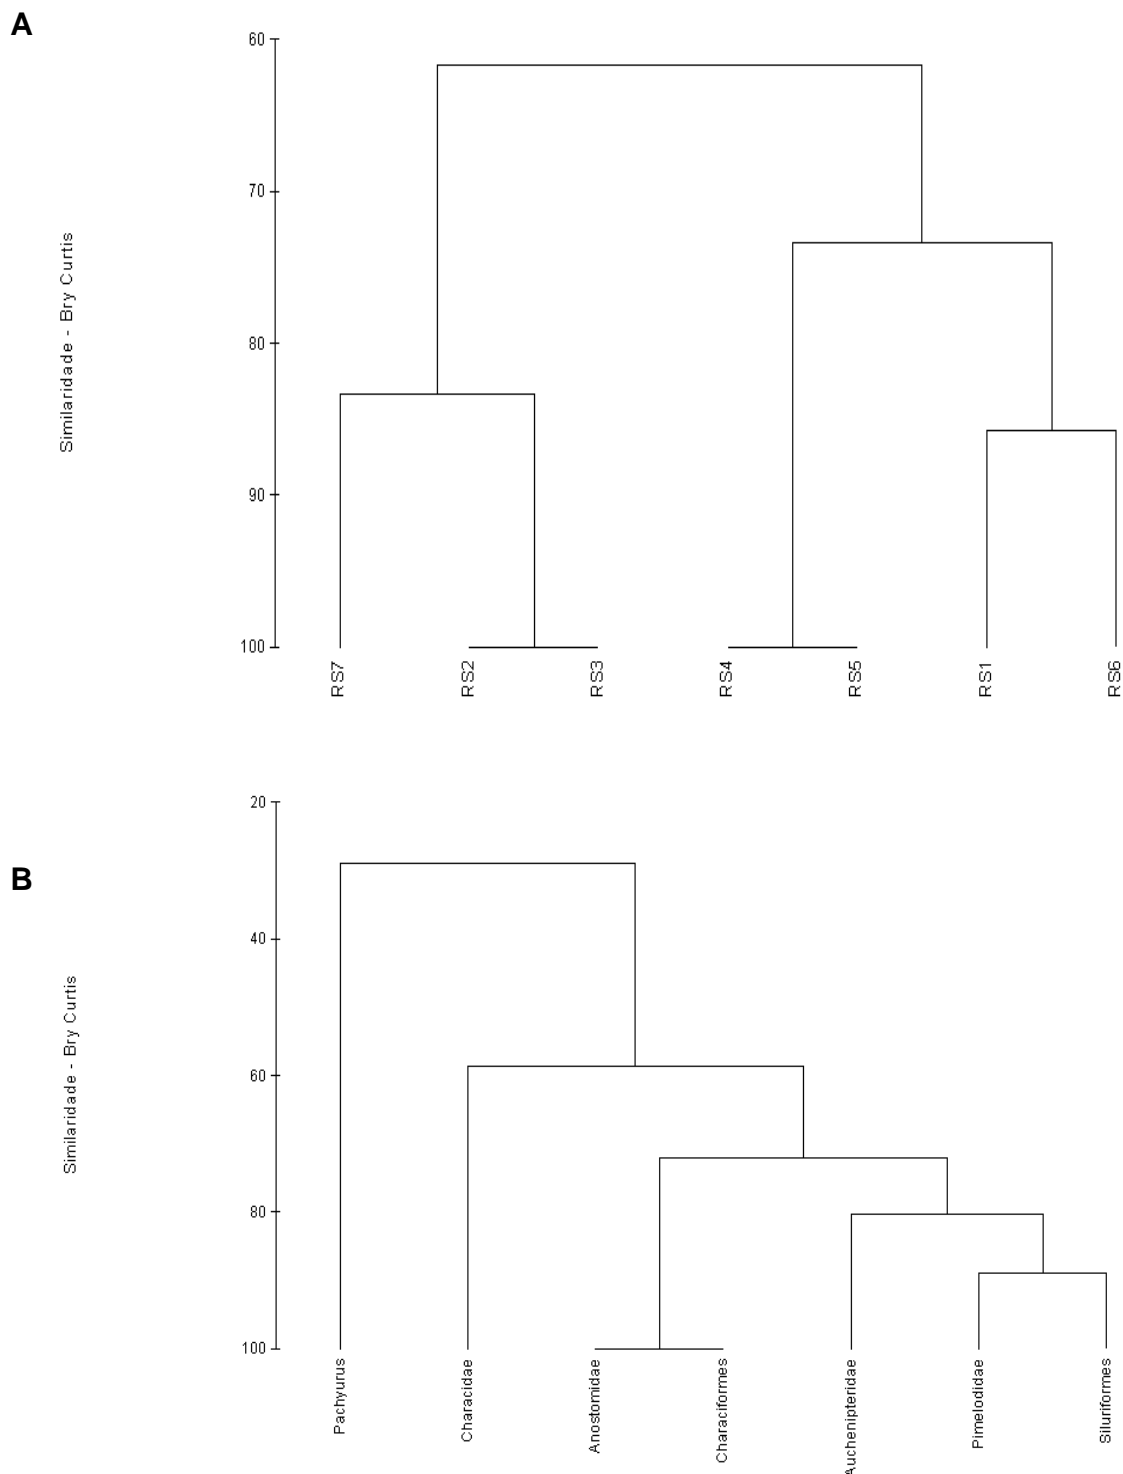 A
60
70
80
90
100
Similaridade - Bry Curtis
RS7
RS2
RS3
RS4
RS5
RS1
RS6
B
20
40
60
80
100
Similaridade - Bry Curtis
Pachyurus
Characidae
Anostomidae
Characiformes
Auchenipteridae
Pimelodidae
Siluriformes